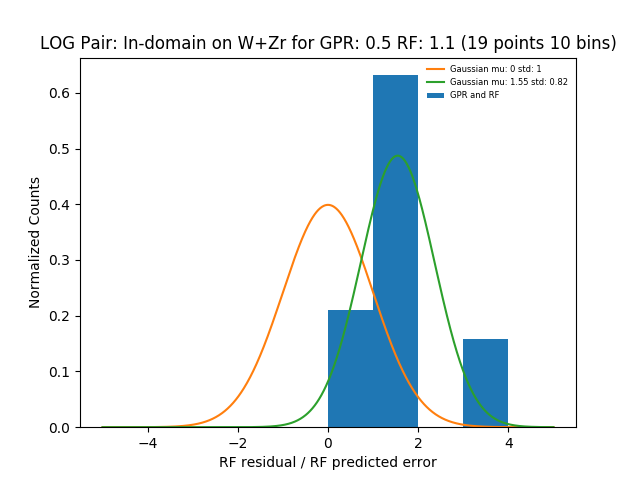 LOG Pair: In-domain on W+Zr for GPR: 0.5 RF: 1.1 (19 points 10 bins)
Gaussian mu: 0 std: 1
Gaussian mu: 1.55 std: 0.82
GPR and RF
Normalized Counts
0.6
0.5
0.4
0.3
0.2
0.1
0.0
−4 −2 0 2 4
RF residual / RF predicted error